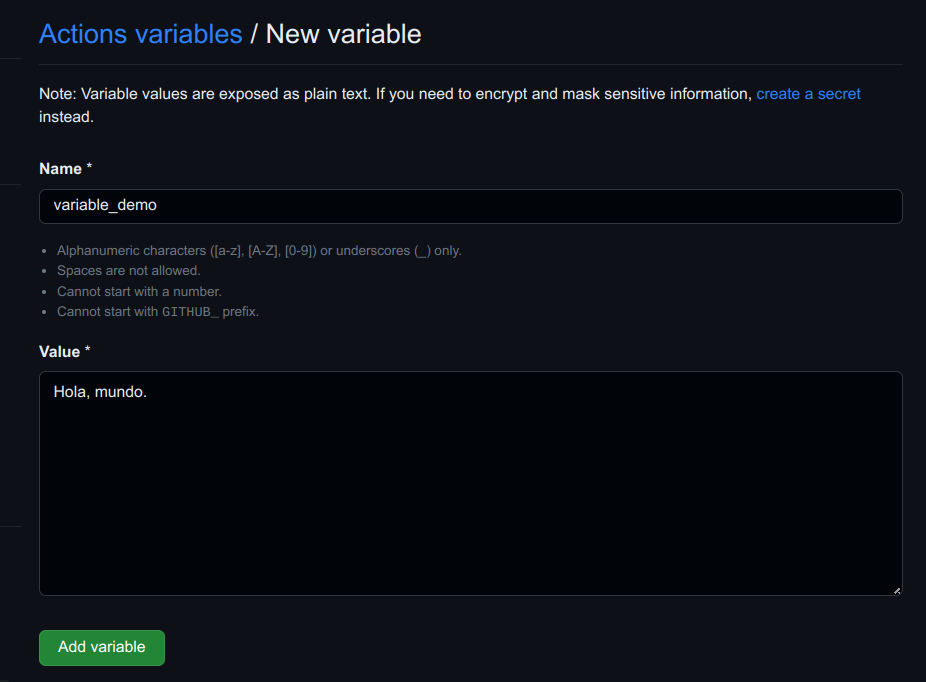 Actions variables / New variable
Note: Variable values are exposed as plain text. If you need to encrypt and mask sensitive information, create a secret
instead.
Name *
variable_demo
Alphanumeric characters ([a-z], [A-Z], [0-9]) or underscores (_) only.
Spaces are not allowed.
Cannot start with a number.
Cannot start with GITHUB_ prefix.
Value *
Hola, mundo.
Add variable